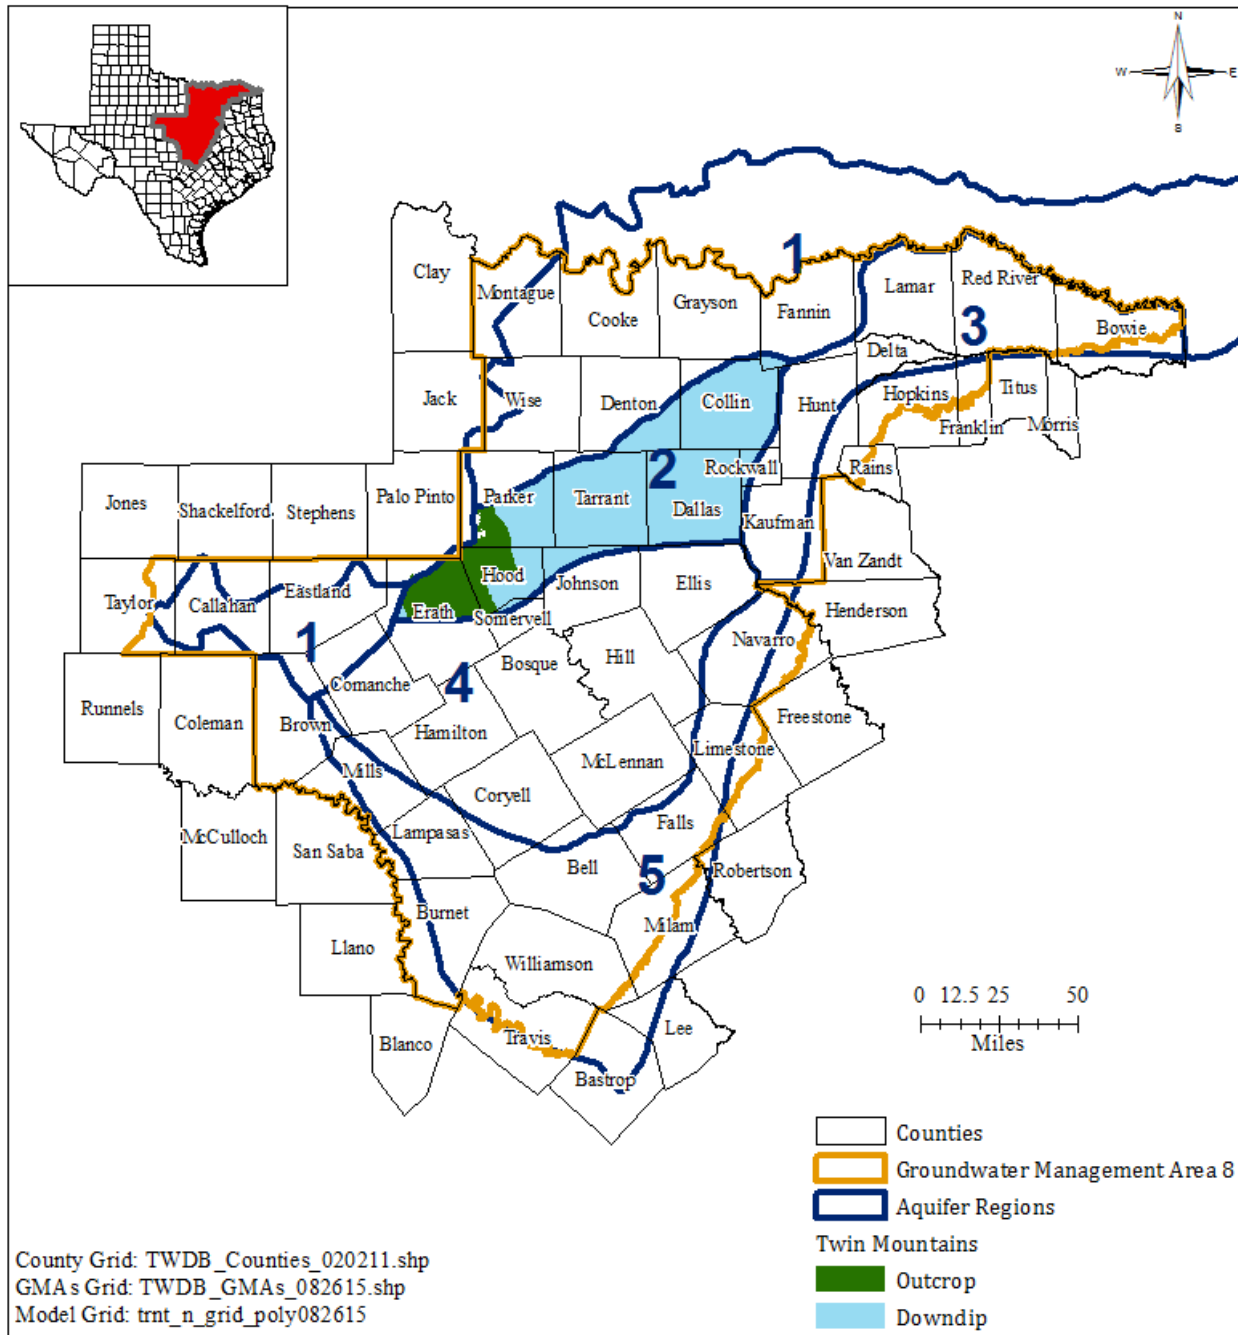 N
W E
S
1
Clay
Montague
Cooke
Grayson
Fannin
Lamar
Red River
Bowie
3
Delta
Jack
Wise
Denton
Collin
Hunt
Hopkins
Titus
Franklin
Morris
2
Rockwall
Rains
Jones
Shackelford
Stephens
Palo Pinto
Parker
Tarrant
Dallas
Kaufman
Van Zandt
Taylor
Callahan
Eastland
Erath
Hood
Somervell
Johnson
Ellis
Henderson
1
4
Navarro
Comanche
Bosque
Hill
Runnels
Coleman
Brown
Hamilton
Freestone
Mills
McLennan
Limestone
Coryell
McCulloch
San Saba
Lampasas
Falls
Bell
5
Robertson
Burnet
Milam
Llano
Williamson
Travis
Lee
Blanco
Bastrop
0 12.5 25 50
Miles
Counties
Groundwater Management Area 8
Aquifer Regions
Twin Mountains
Outcrop
Downdip
County Grid: TWDB_Counties_020211.shp
GMAs Grid: TWDB_GMAs_082615.shp
Model Grid: trnt_n_grid_poly082615